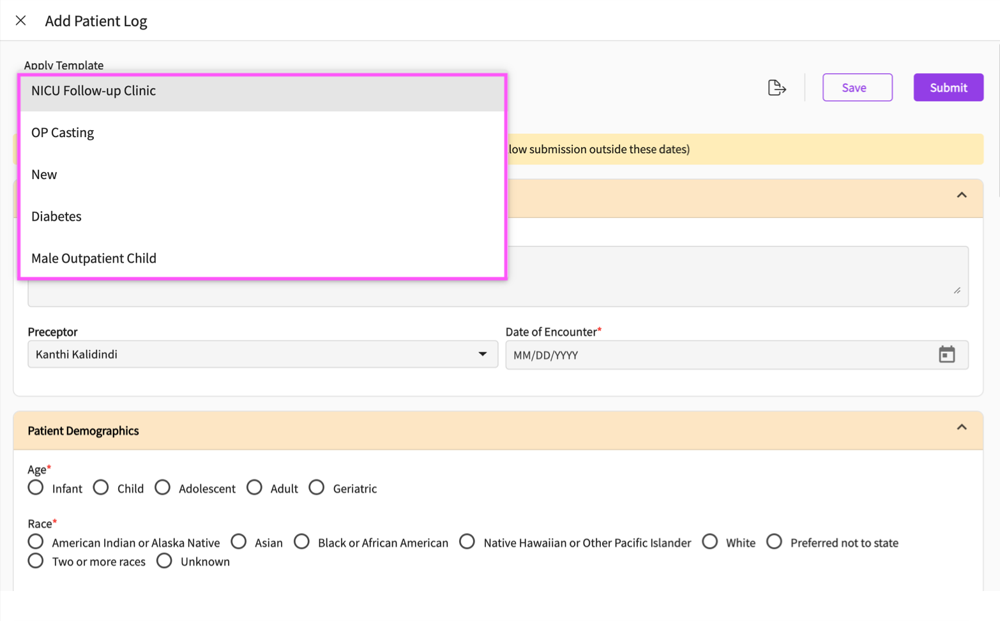 Add Patient Log
Apply Template
NICU Follow-up Clinic
Save
Submit
OP Casting
low submission outside these dates)
New
Diabetes
Male Outpatient Child
Preceptor
Date of Encounter*
Kanthi Kalidindi
MM/DD/YYYY
Patient Demographics
Age*
Infant Child Adolescent Adult Geriatric
Race*
American Indian or Alaska Native Asian Black or African American Native Hawaiian or Other Pacific Islander White Preferred not to state
Two or more races Unknown